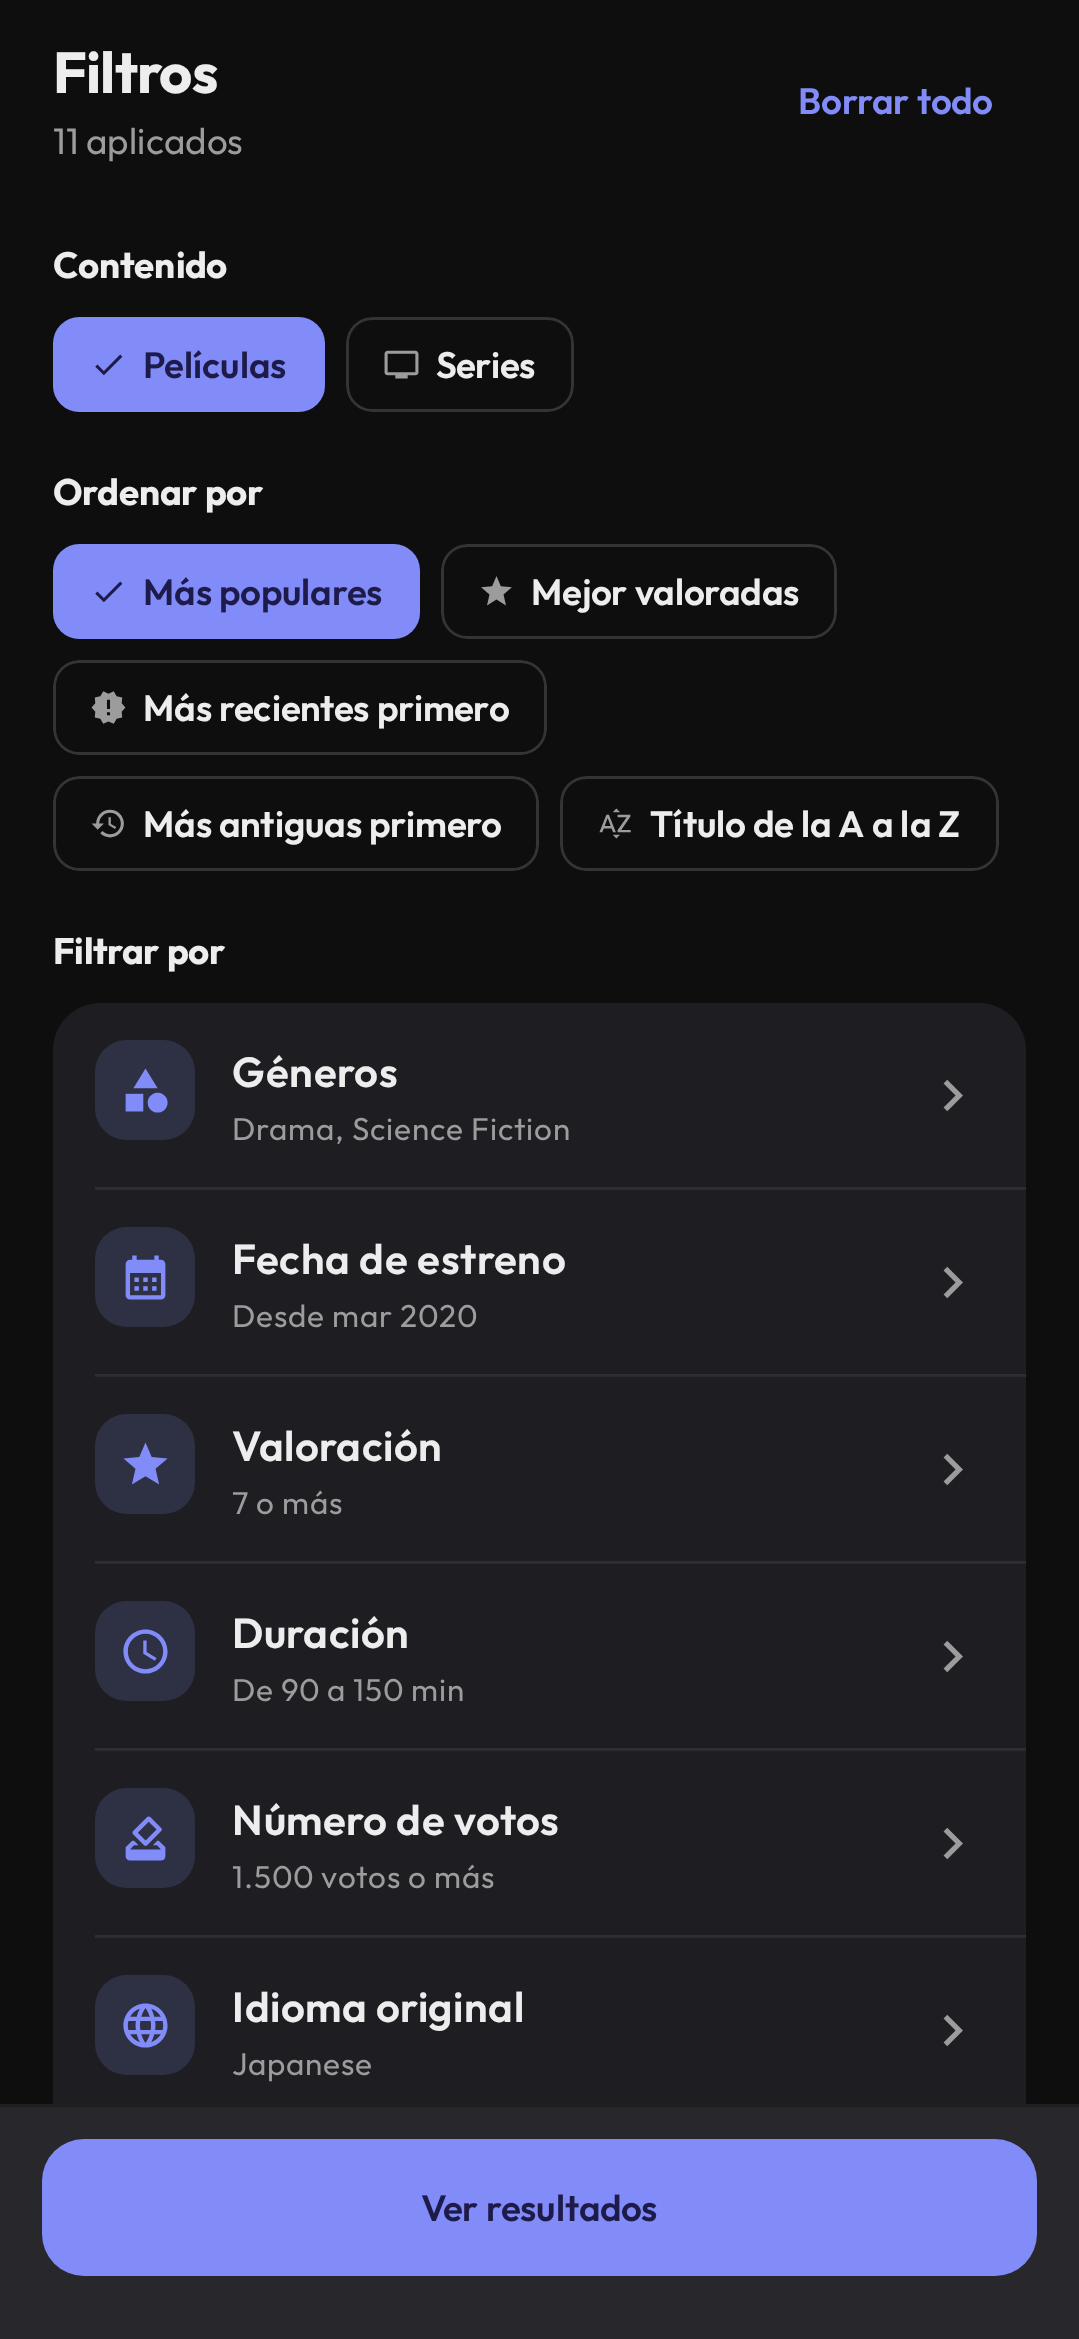 Filtros
11 aplicados
Borrar todo
Contenido
Películas
Series
Ordenar por
Más populares
Mejor valoradas
Más recientes primero
Más antiguas primero
Título de la A a la Z
Filtrar por
Géneros
Drama, Science Fiction
Fecha de estreno
Desde mar 2020
Valoración
7 o más
Duración
De 90 a 150 min
Número de votos
1.500 votos o más
Idioma original
Japanese
Ver resultados